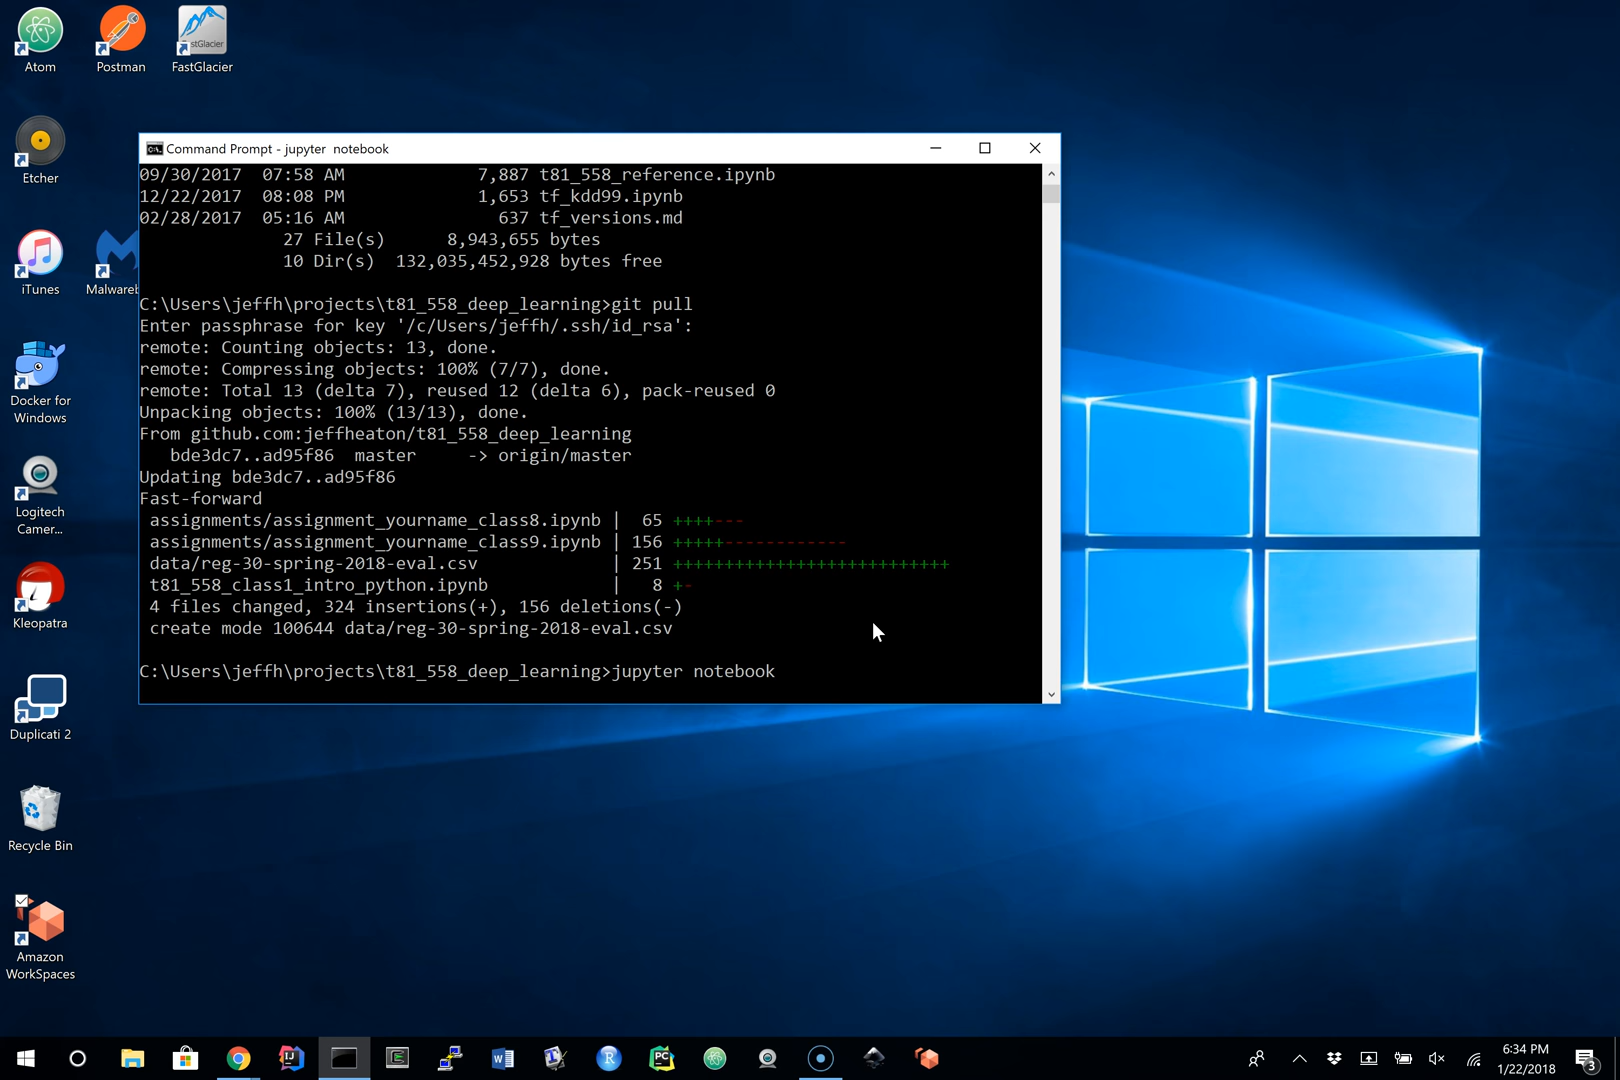 Atom
Postman
stGlacier
FastGlacier
Etcher
iTunes
Malwareb
Docker for
Windows
Logitech
Camer...
Kleopatra
Duplicati 2
Recycle Bin
Amazon
WorkSpaces
Command Prompt - jupyter  notebook
09/30/2017  07:58 AM             7,887 t81_558_reference.ipynb
12/22/2017  08:08 PM             1,653 tf_kdd99.ipynb
02/28/2017  05:16 AM               637 tf_versions.md
              27 File(s)      8,943,655 bytes
              10 Dir(s)  132,035,452,928 bytes free
C:\Users\jeffh\projects\t81_558_deep_learning>git pull
Enter passphrase for key '/c/Users/jeffh/.ssh/id_rsa':
remote: Counting objects: 13, done.
remote: Compressing objects: 100% (7/7), done.
remote: Total 13 (delta 7), reused 12 (delta 6), pack-reused 0
Unpacking objects: 100% (13/13), done.
From github.com:jeffheaton/t81_558_deep_learning
   bde3dc7..ad95f86  master     -> origin/master
Updating bde3dc7..ad95f86
Fast-forward
 assignments/assignment_yourname_class8.ipynb |  65 ++++---
 assignments/assignment_yourname_class9.ipynb | 156 +++++------------
 data/reg-30-spring-2018-eval.csv             | 251 +++++++++++++++++++++++++++
 t81_558_class1_intro_python.ipynb            |   8 +-
 4 files changed, 324 insertions(+), 156 deletions(-)
 create mode 100644 data/reg-30-spring-2018-eval.csv
C:\Users\jeffh\projects\t81_558_deep_learning>jupyter notebook
6:34 PM
1/22/2018
3